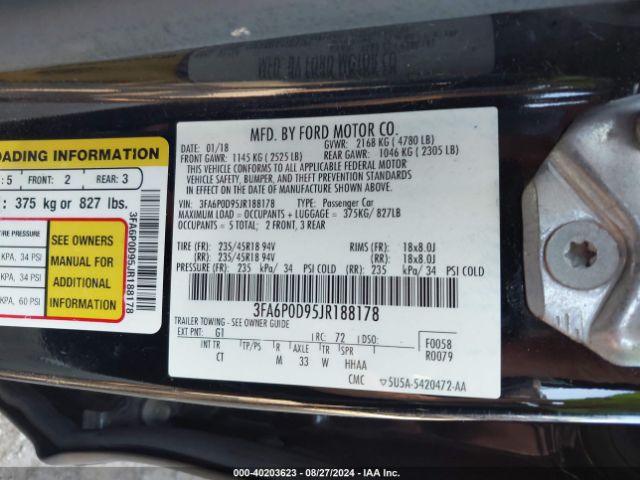 MFD. BY FORD MOTOR CO.
MFD. BY FORD MOTOR CO.
DATE: 01/18 GVWR: 2168 KG ( 4780 LB)
FRONT GAWR: 1145 KG ( 2525 LB) REAR GAWR: 1046 KG ( 2305 LB)
THIS VEHICLE CONFORMS TO ALL APPLICABLE FEDERAL MOTOR
VEHICLE SAFETY, BUMPER, AND THEFT PREVENTION STANDARDS
IN EFFECT ON THE DATE OF MANUFACTURE SHOWN ABOVE.
VIN: 3FA6P0D95JR188178 TYPE: Passenger Car
MAXIMUM LOAD = OCCUPANTS + LUGGAGE = 375KG/ 827LB
OCCUPANTS = 5 TOTAL; 2 FRONT, 3 REAR
TIRE (FR): 235/45R18 94V RIMS (FR): 18x8.0J
(RR): 235/45R18 94V (RR): 18x8.0J
PRESSURE (FR): 235 kPa/ 34 PSI COLD (RR): 235 kPa/ 34 PSI COLD
3FA6P0D95JR188178
TRAILER TOWING - SEE OWNER GUIDE
EXT PNT: G1 RC: 72 DSO:
F0058
R0079
INT TR TP/PS R AXLE TR SPR
CT M 33 W HHAA
CMC 5U5A-5420472-AA
OADING INFORMATION
: 5 FRONT: 2 REAR: 3
: 375 kg or 827 lbs.
RE PRESSURE
KPA, 34 PSI
KPA, 34 PSI
KPA, 60 PSI
SEE OWNERS
MANUAL FOR
ADDITIONAL
INFORMATION
3FA6P0D95JR188178
000-40203623 - 08/27/2024 - IAA Inc.